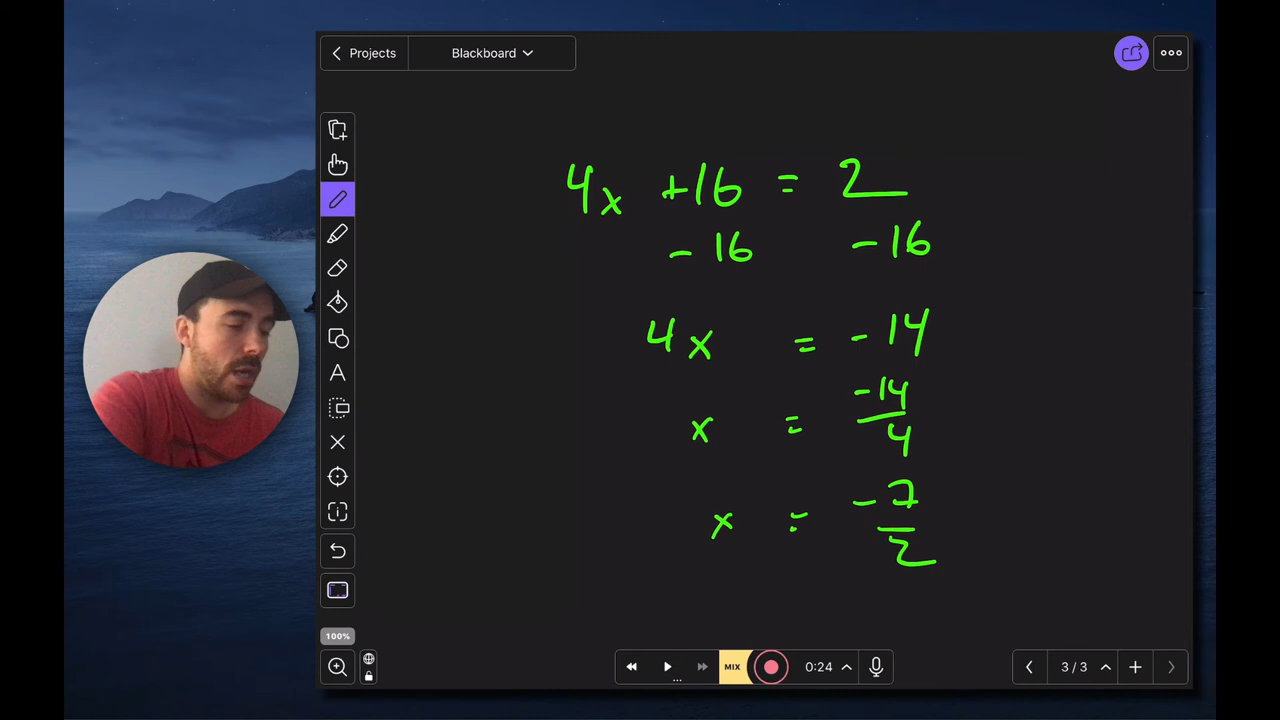 Projects
Blackboard
4x +16 = 2
- 16 - 16
4x = - 14
x = -14/4
x = -7/2
100%
MIX
0:24
3 / 3
A